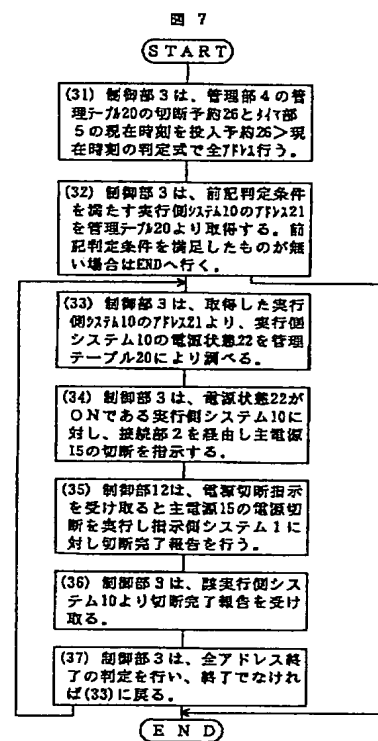 図 7
START
(31) 制御部3は、管理部4の管
理テーブル20の切断予約26とタイマ部
5の現在時刻を投入予約26>現
在時刻の判定式で全アドレス行う。
(32) 制御部3は、前記判定条件
を満たす実行側システム10のアドレス21
を管理テーブル20より取得する。前
記判定条件を満足したものが無
い場合はENDへ行く。
(33) 制御部3は、取得した実行
側システム10のアドレス21より、実行側
システム10の電源状態22を管理
テーブル20により調べる。
(34) 制御部3は、電源状態22が
ONである実行側システム10に
対し、接続部2を経由し主電源
15の切断を指示する。
(35) 制御部12は、電源切断指示
を受け取ると主電源15の電源切
断を実行し指示側システム1に
対し切断完了報告を行う。
(36) 制御部3は、該実行側シス
テム10より切断完了報告を受け
取る。
(37) 制御部3は、全アドレス終
了の判定を行い、終了でなけれ
ば(33)に戻る。
END